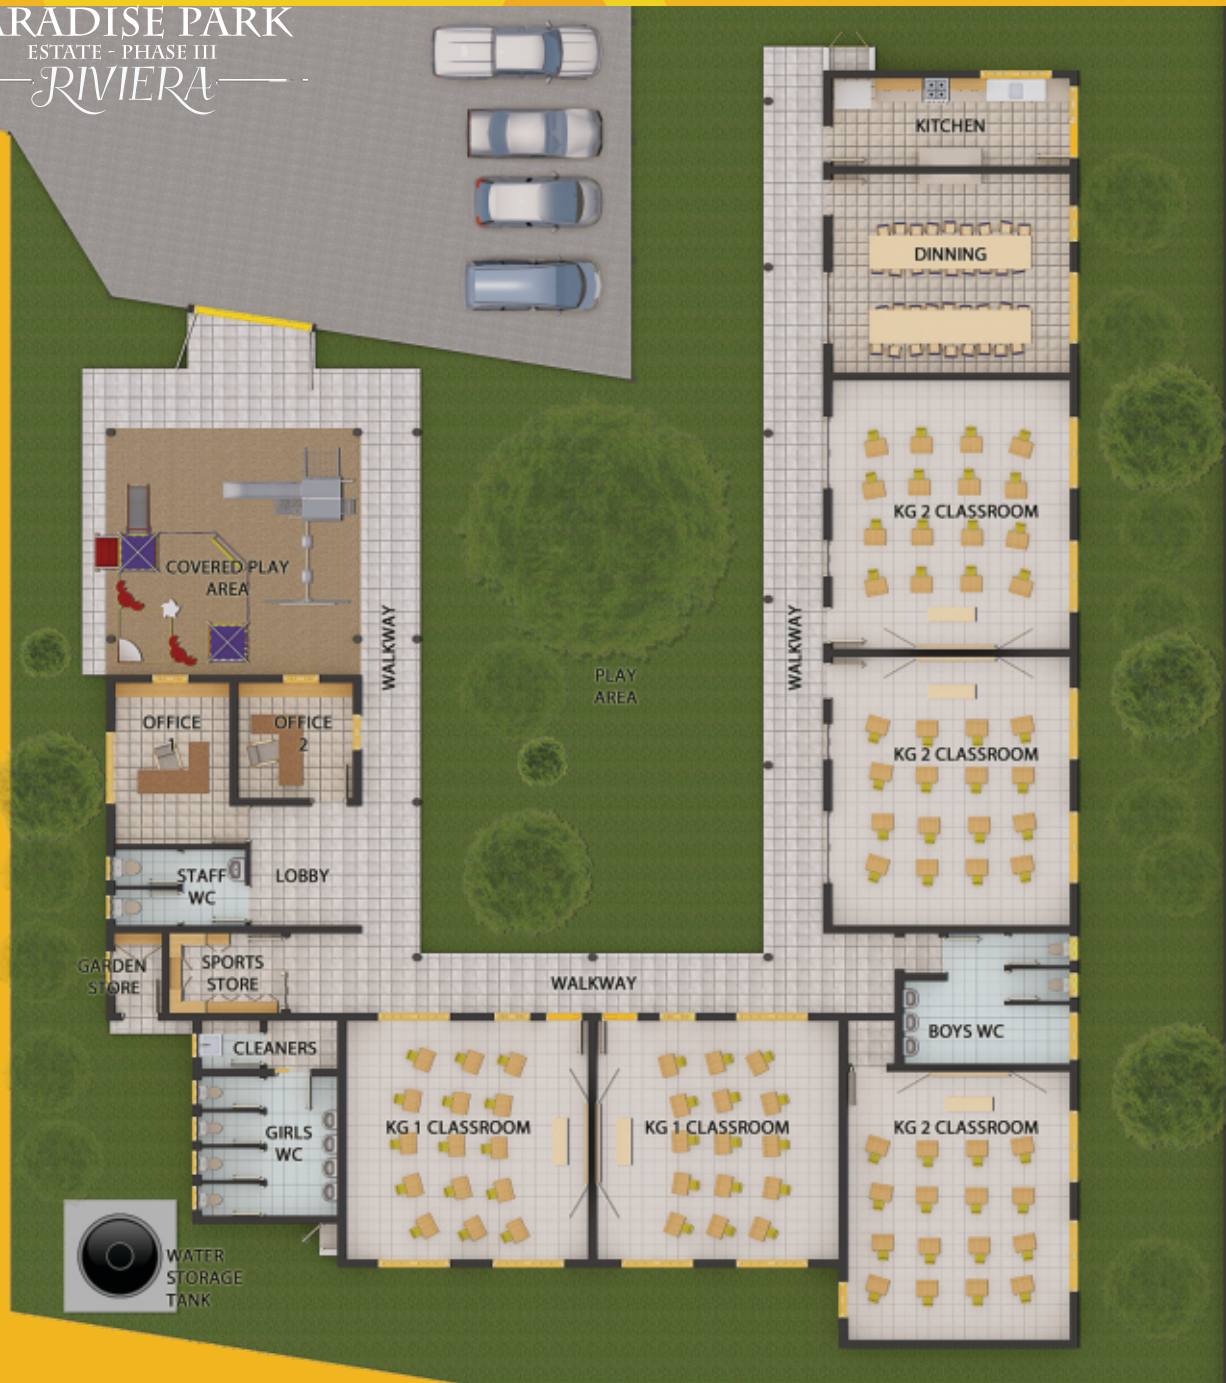 ARADISE PARK
ESTATE - PHASE III
RIVIERA
KITCHEN
DINNING
KG 2 CLASSROOM
COVERED PLAY
AREA
WALKWAY
WALKWAY
PLAY
AREA
OFFICE
1
OFFICE
2
KG 2 CLASSROOM
STAFF
WC
LOBBY
GARDEN
STORE
SPORTS
STORE
WALKWAY
BOYS WC
CLEANERS
GIRLS
WC
KG 1 CLASSROOM
KG 1 CLASSROOM
KG 2 CLASSROOM
WATER
STORAGE
TANK